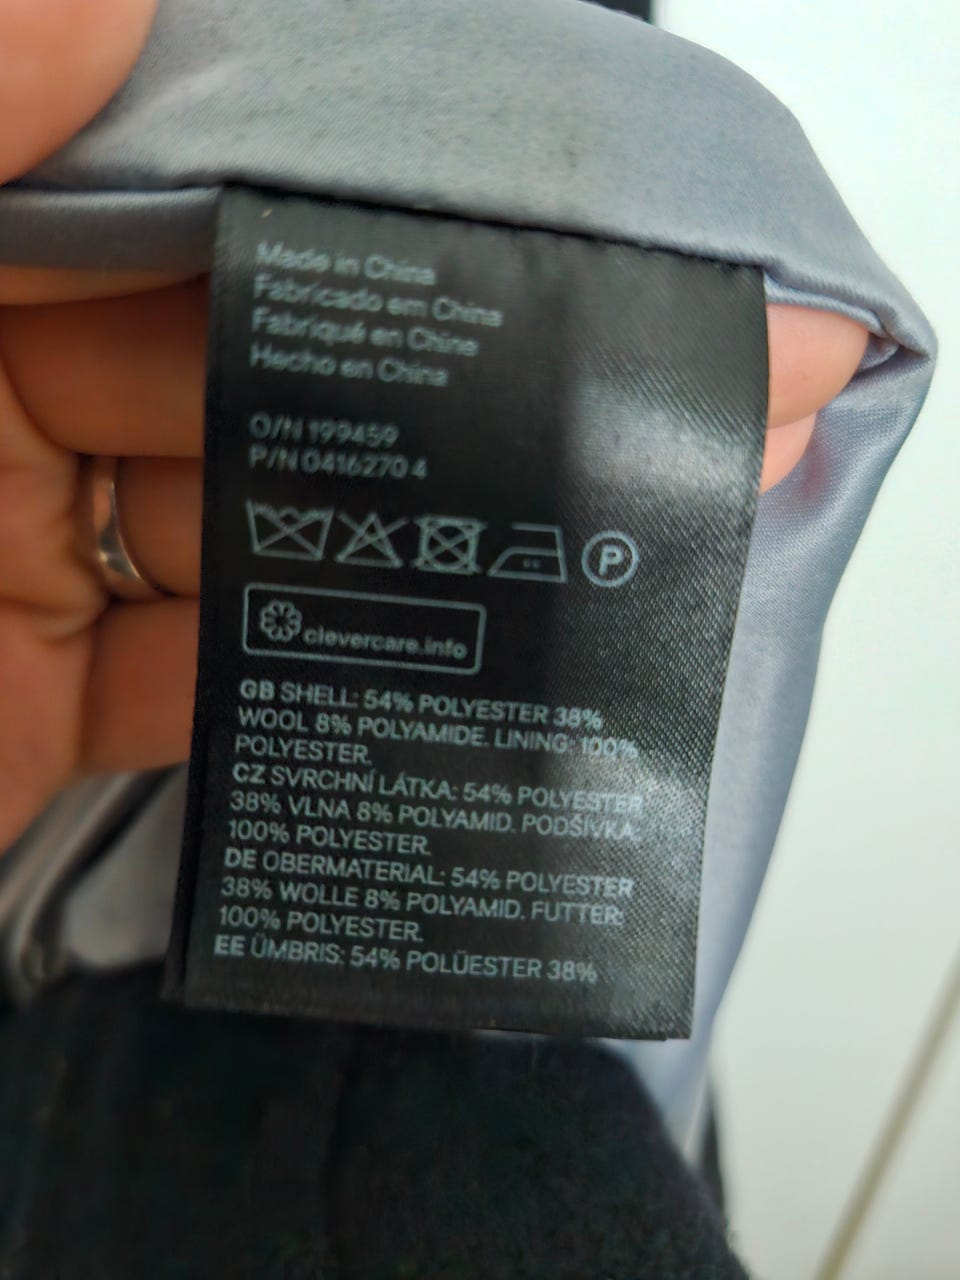 Made in China
Fabricado em China
Fabriqué en Chine
Hecho en China
O/N 199459
P/N 0416270 4
P
clevercare.info
GB SHELL: 54% POLYESTER 38%
WOOL 8% POLYAMIDE. LINING: 100%
POLYESTER.
CZ SVRCHNÍ LÁTKA: 54% POLYESTER
38% VLNA 8% POLYAMID. PODŠÍVKA:
100% POLYESTER.
DE OBERMATERIAL: 54% POLYESTER
38% WOLLE 8% POLYAMID. FUTTER:
100% POLYESTER.
EE ÜMBRIS: 54% POLÜESTER 38%